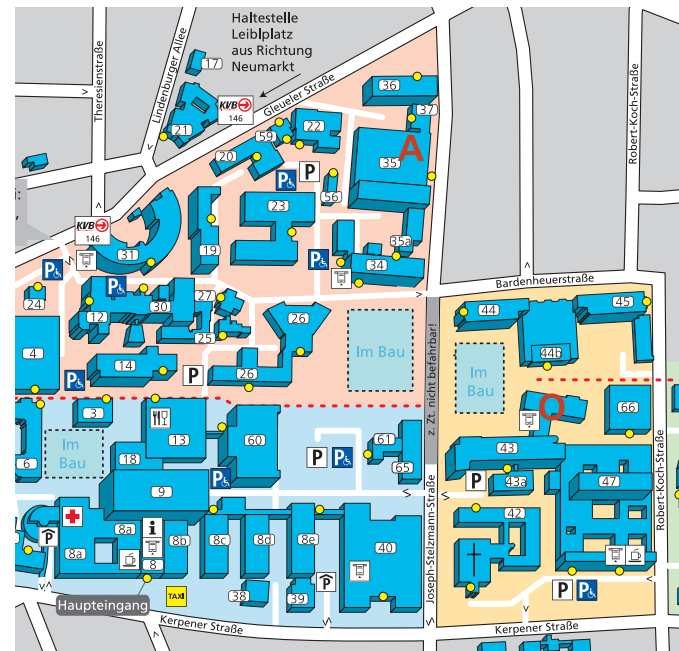 Haltestelle
Leiblplatz
aus Richtung
Neumarkt
Theresienstraße
Lindenburger Allee
17
KVB
146
Gleueler Straße
21
36
37
59
22
20
35
A
P
P
56
23
Robert-Koch-Straße
KVB
146
31
19
35a
P
P
34
24
P
27
30
12
25
26
Bardenheuerstraße
44
45
4
14
Im Bau
44b
P
P
26
Im
Bau
z. Zt. nicht befahrbar!
3
13
60
O
66
Im
Bau
61
43
6
18
P
P
65
P
9
P
43a
47
Joseph-Stelzmann-Straße
42
P
8a
8a
i
8b
8c
8d
8e
40
8
P
Robert-Koch-Straße
Haupteingang
TAXI
38
39
P
P
Kerpener Straße
Kerpener Straße